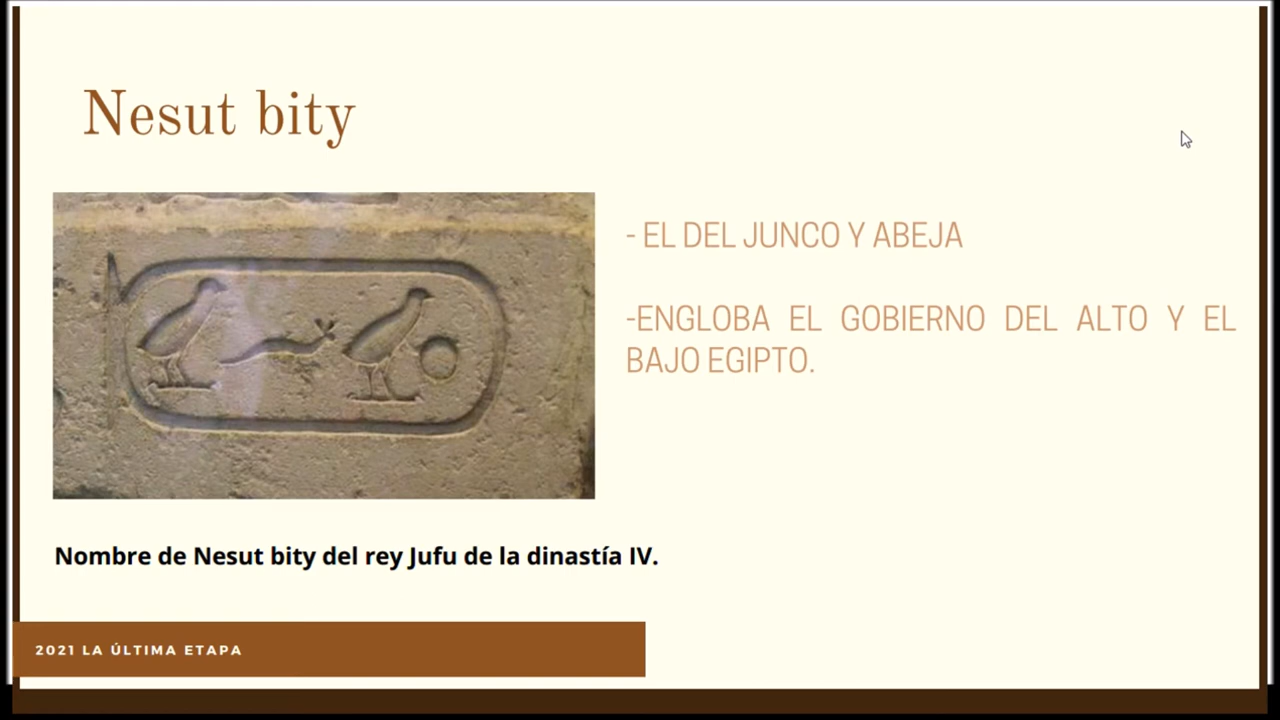 Nesut bity
- EL DEL JUNCO Y ABEJA
-ENGLOBA EL GOBIERNO DEL ALTO Y EL
BAJO EGIPTO.
Nombre de Nesut bity del rey Jufu de la dinastía IV.
2021 LA ÚLTIMA ETAPA